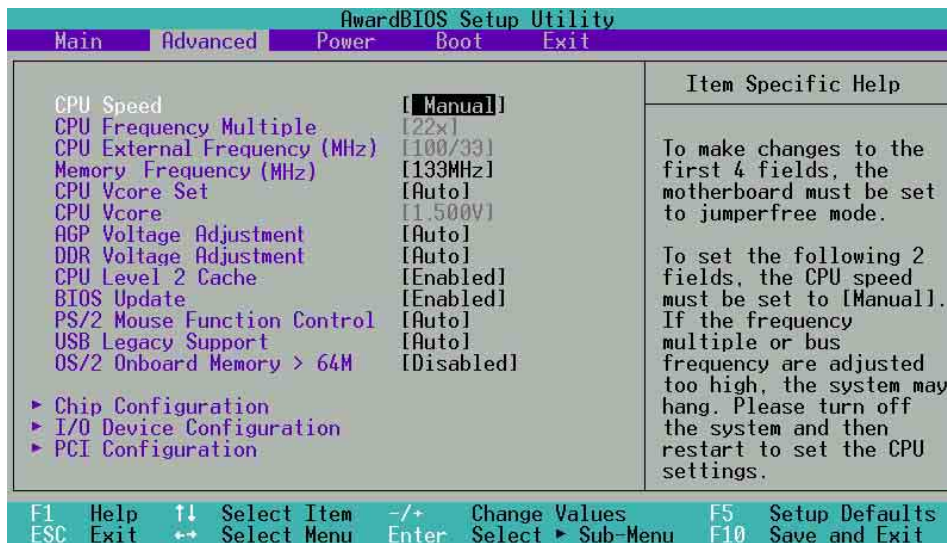 AwardBIOS Setup Utility
Main Advanced Power Boot Exit
CPU Speed [ Manual]
CPU Frequency Multiple [22x]
CPU External Frequency (MHz) [100/33]
Memory Frequency (MHz) [133MHz]
CPU Vcore Set [Auto]
CPU Vcore [1.500V]
AGP Voltage Adjustment [Auto]
DDR Voltage Adjustment [Auto]
CPU Level 2 Cache [Enabled]
BIOS Update [Enabled]
PS/2 Mouse Function Control [Auto]
USB Legacy Support [Auto]
OS/2 Onboard Memory > 64M [Disabled]
► Chip Configuration
► I/O Device Configuration
► PCI Configuration
Item Specific Help
To make changes to the
first 4 fields, the
motherboard must be set
to jumperfree mode.
To set the following 2
fields, the CPU speed
must be set to [Manual].
If the frequency
multiple or bus
frequency are adjusted
too high, the system may
hang. Please turn off
the system and then
restart to set the CPU
settings.
F1 Help ↑↓ Select Item -/+ Change Values F5 Setup Defaults
ESC Exit ←→ Select Menu Enter Select ► Sub-Menu F10 Save and Exit